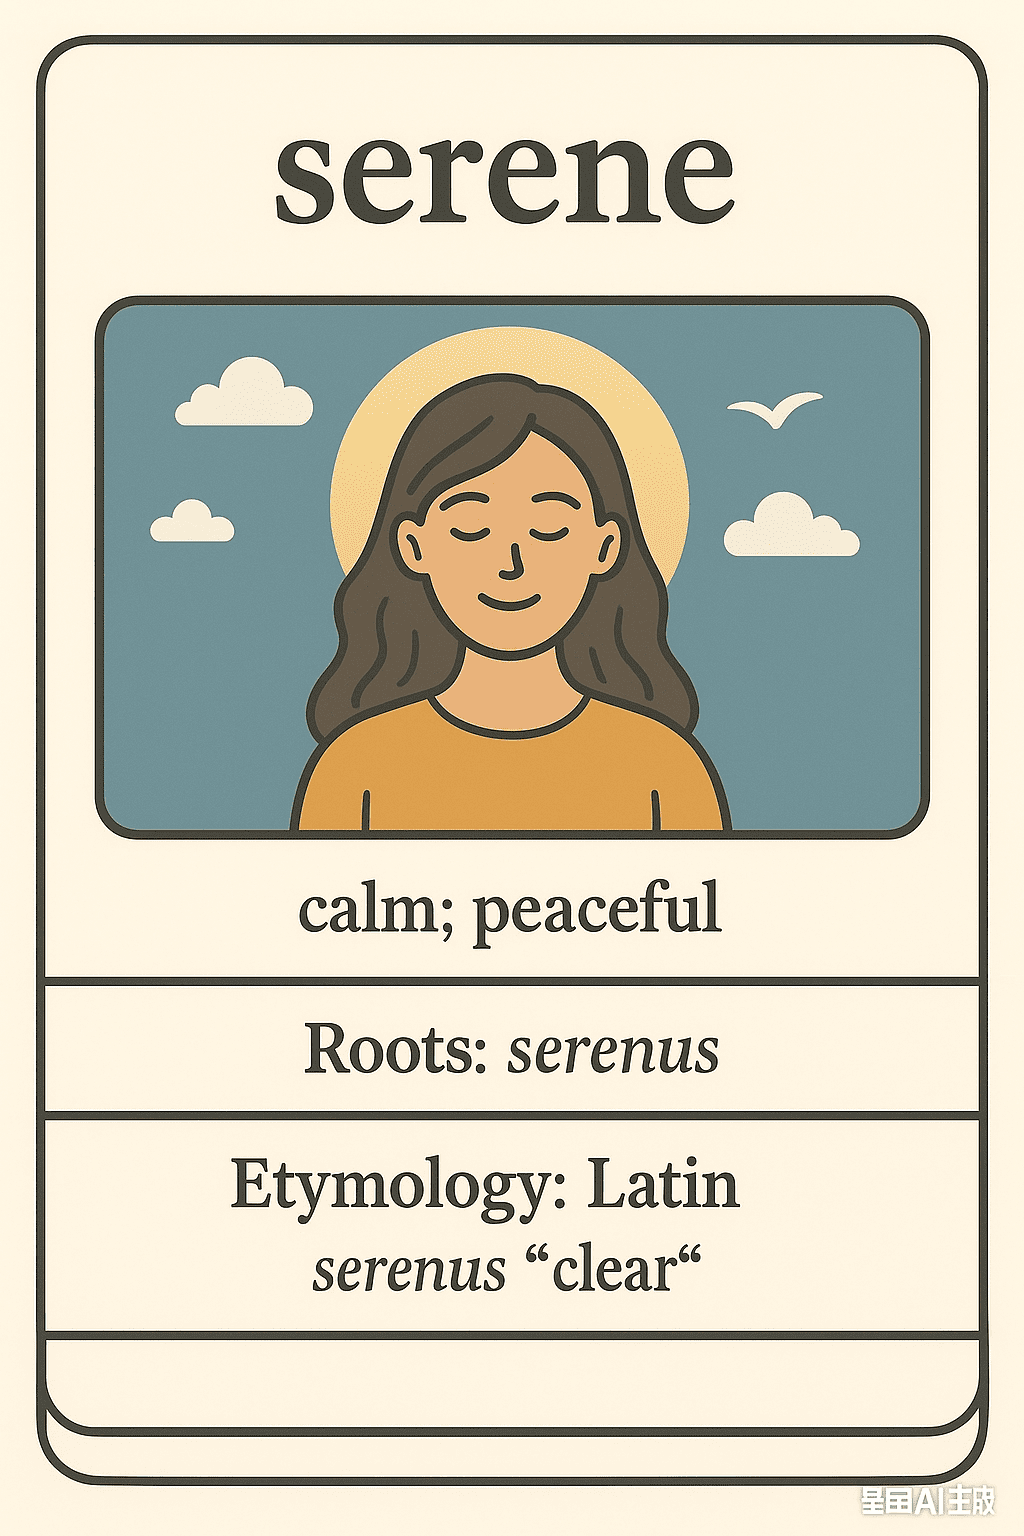 serene
calm; peaceful
Roots: serenus
Etymology: Latin
serenus “clear“